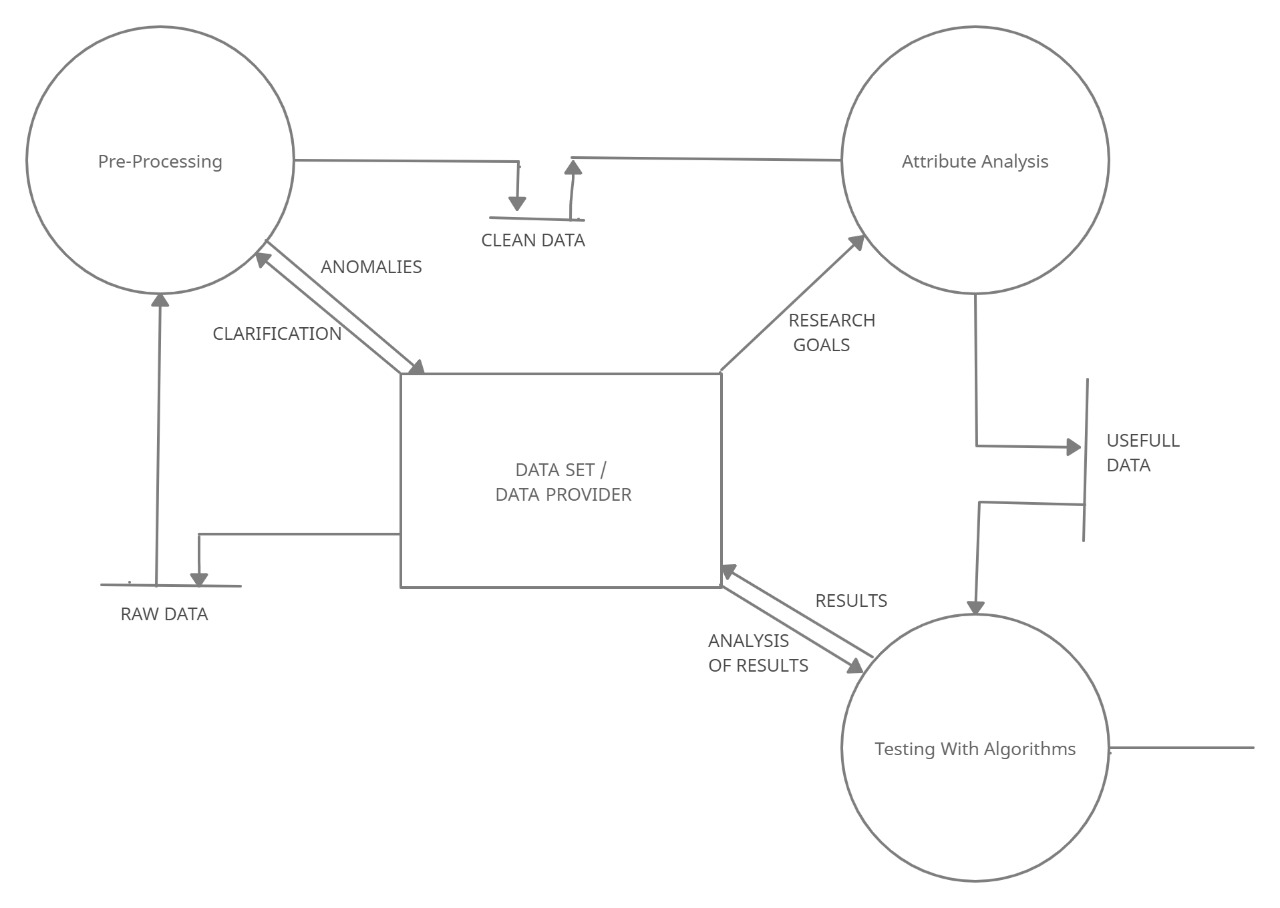 Pre-Processing
Attribute Analysis
CLEAN DATA
ANOMALIES
CLARIFICATION
RESEARCH
GOALS
DATA SET /
DATA PROVIDER
USEFULL
DATA
RAW DATA
RESULTS
ANALYSIS
OF RESULTS
Testing With Algorithms